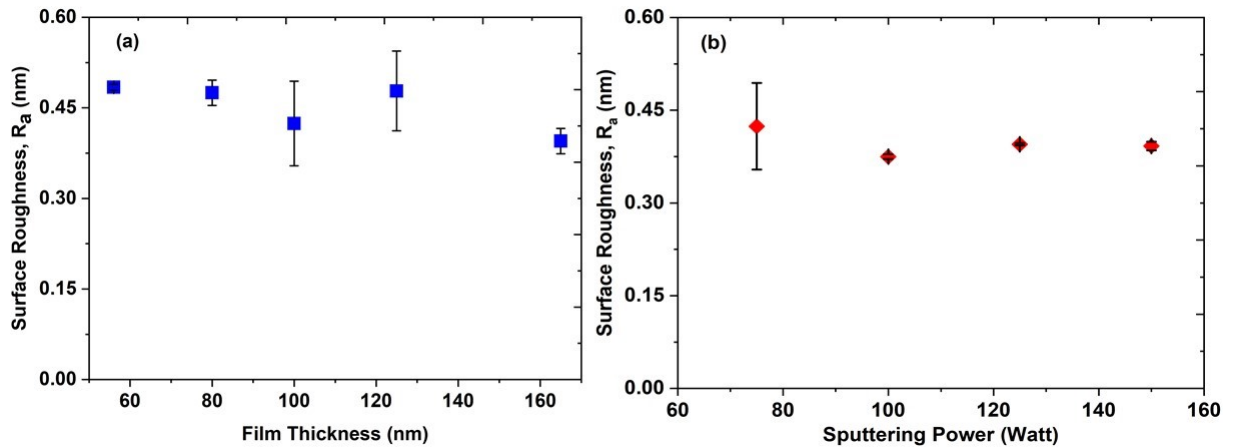 (a)
Surface Roughness, Ra (nm)
0.60
0.45
0.30
0.15
0.00
60 80 100 120 140 160
Film Thickness (nm)
(b)
Surface Roughness, Ra (nm)
0.60
0.45
0.30
0.15
0.00
60 80 100 120 140 160
Sputtering Power (Watt)